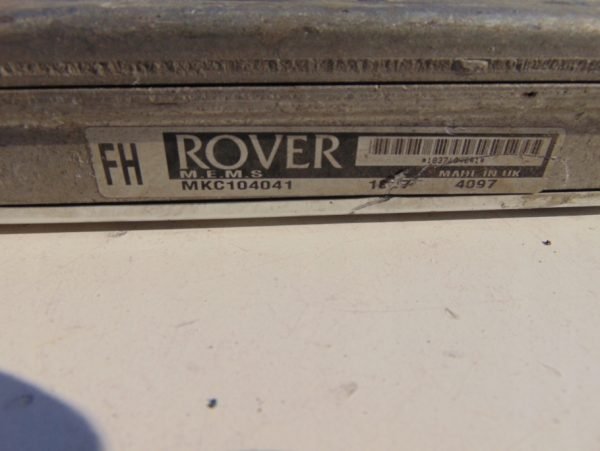 FH
ROVER
M.E.M.S MADE IN UK
MKC104041 4097